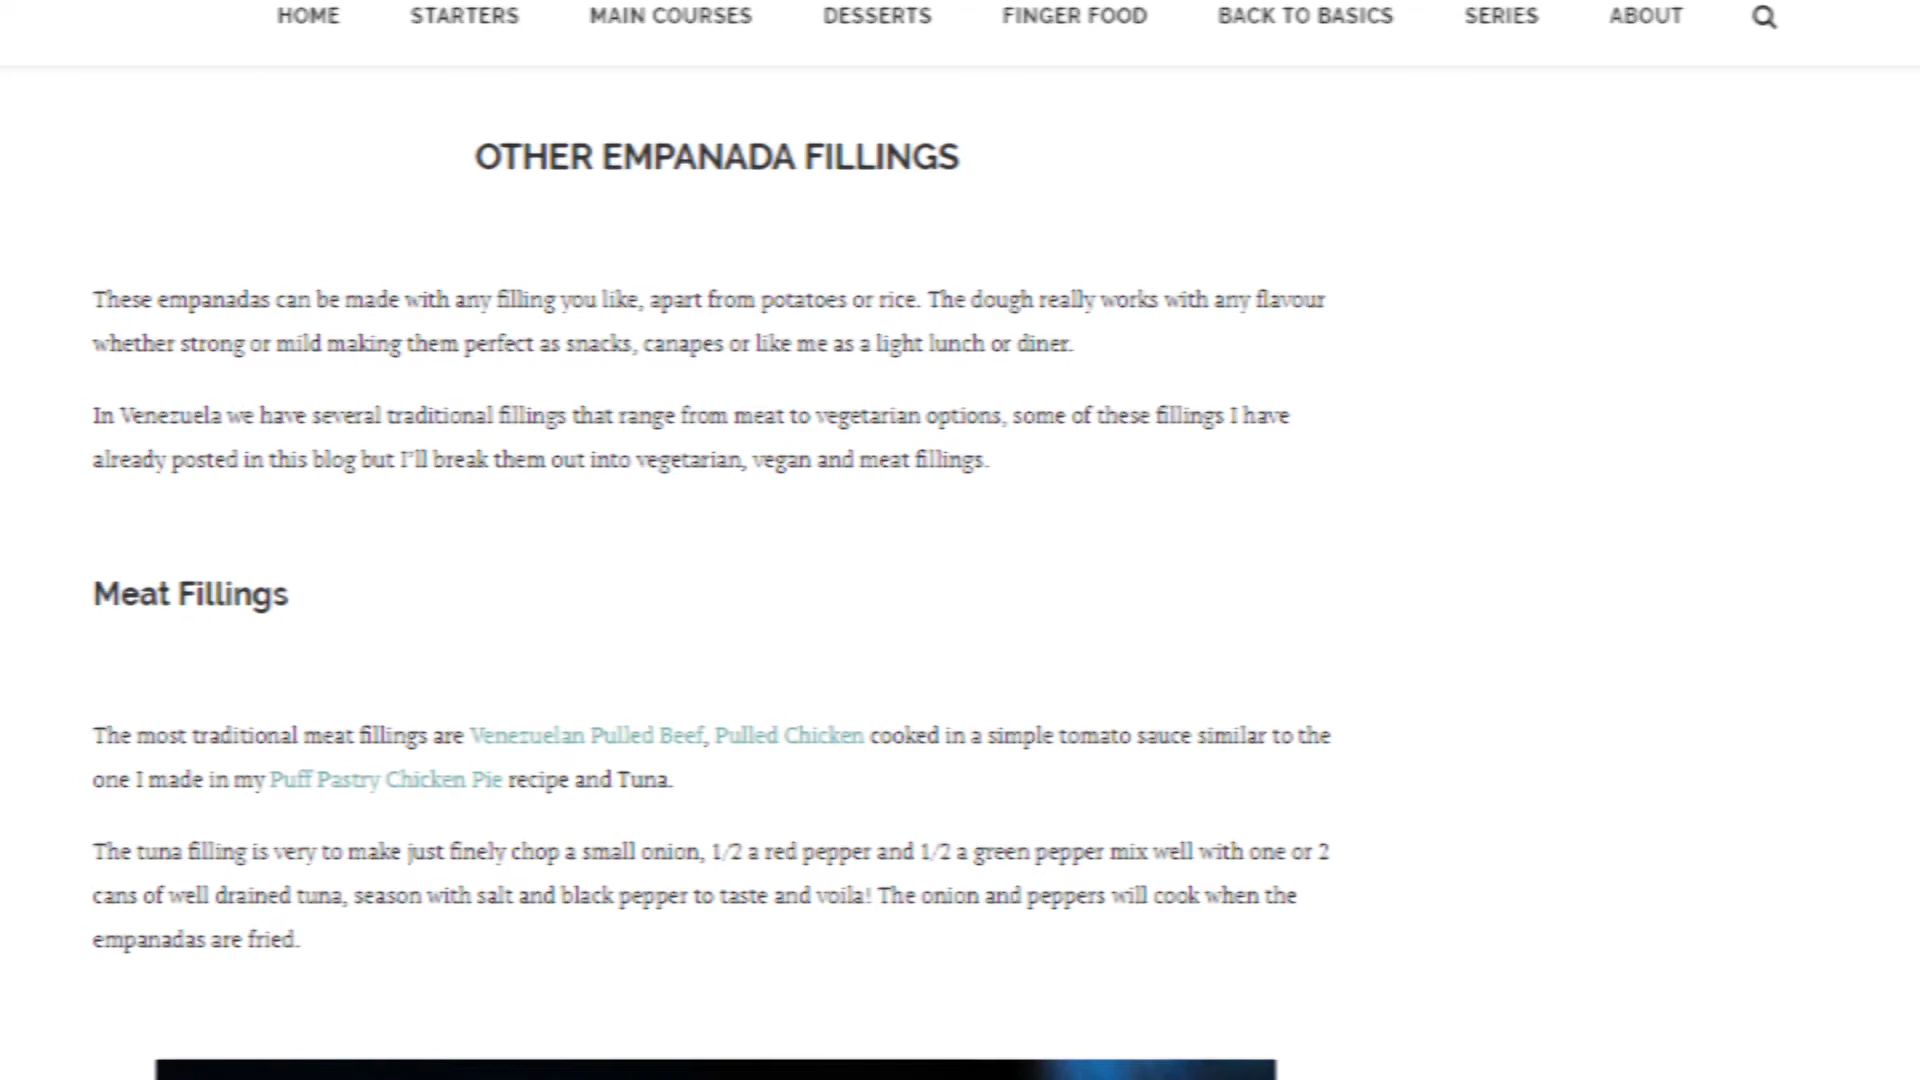 HOME STARTERS MAIN COURSES DESSERTS FINGER FOOD BACK TO BASICS SERIES ABOUT
OTHER EMPANADA FILLINGS
These empanadas can be made with any filling you like, apart from potatoes or rice. The dough really works with any flavour
whether strong or mild making them perfect as snacks, canapes or like me as a light lunch or diner.
In Venezuela we have several traditional fillings that range from meat to vegetarian options, some of these fillings I have
already posted in this blog but I'll break them out into vegetarian, vegan and meat fillings.
Meat Fillings
The most traditional meat fillings are Venezuelan Pulled Beef, Pulled Chicken cooked in a simple tomato sauce similar to the
one I made in my Puff Pastry Chicken Pie recipe and Tuna.
The tuna filling is very to make just finely chop a small onion, 1/2 a red pepper and 1/2 a green pepper mix well with one or 2
cans of well drained tuna, season with salt and black pepper to taste and voila! The onion and peppers will cook when the
empanadas are fried.